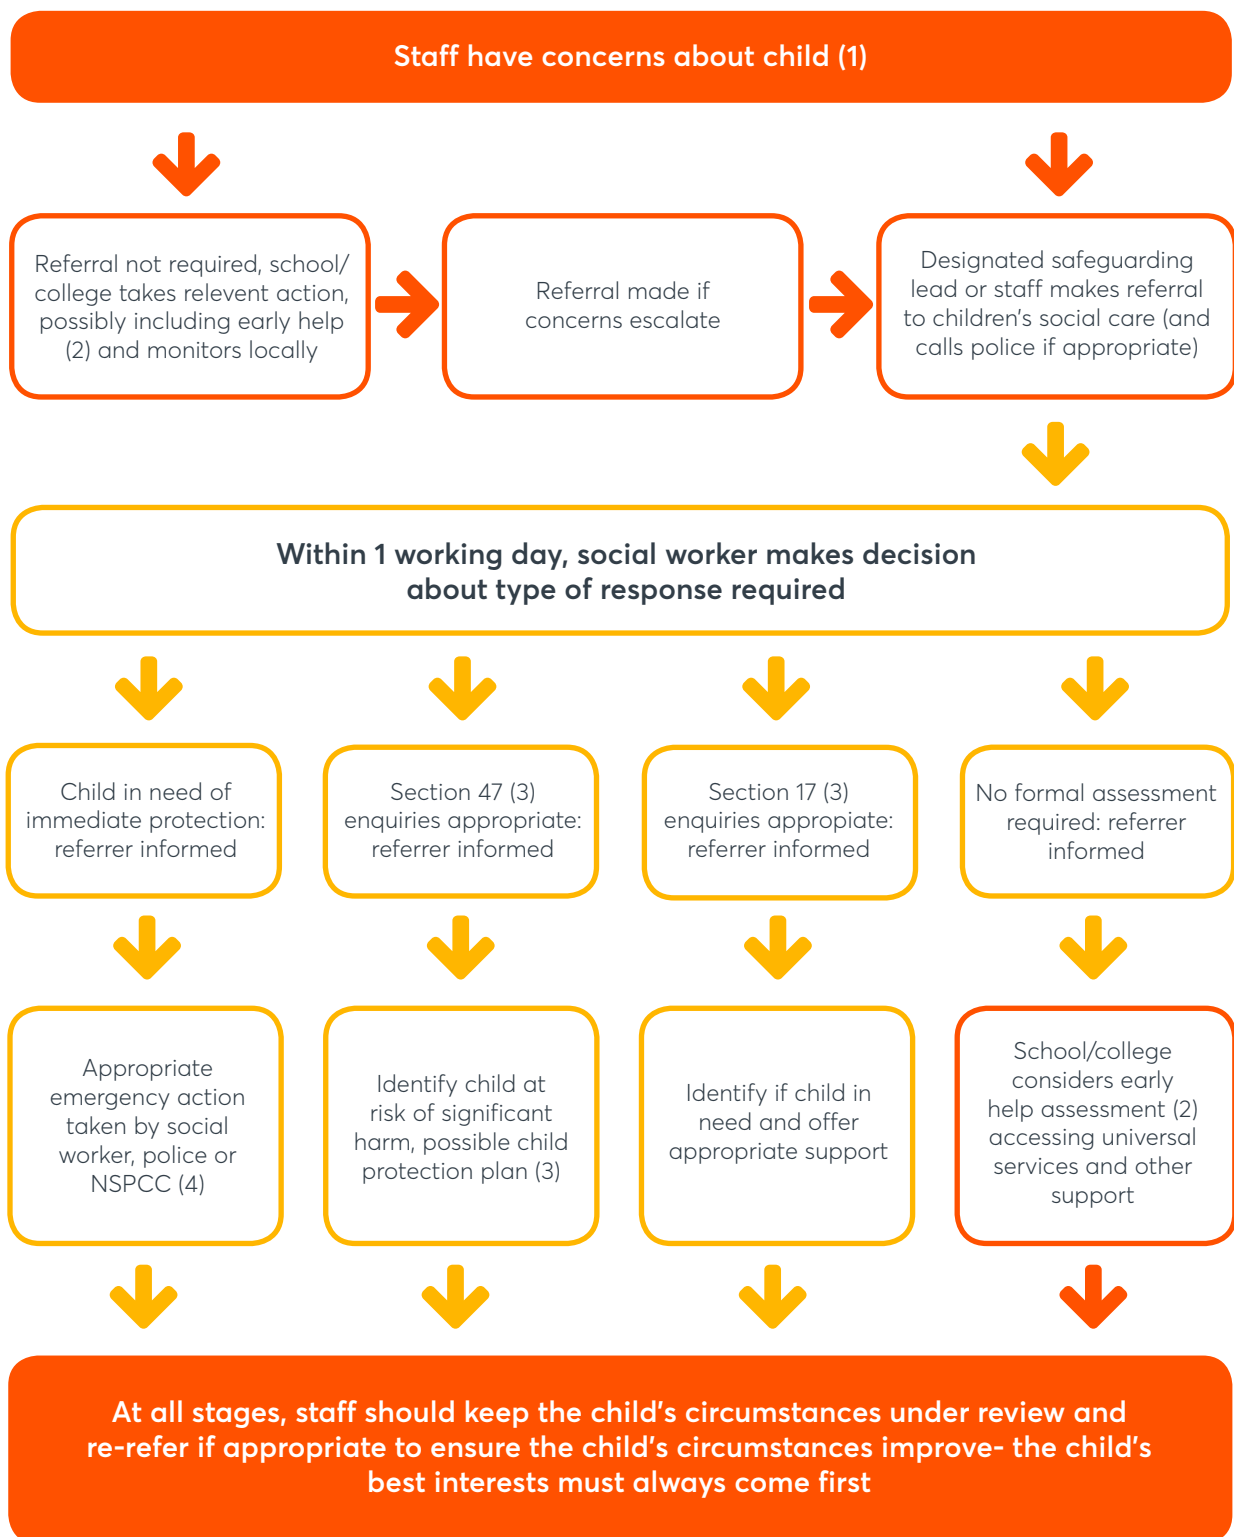 Staff have concerns about child (1)
Referral not required, school/
college takes relevent action,
possibly including early help
(2) and monitors locally
Referral made if
concerns escalate
Designated safeguarding
lead or staff makes referral
to children's social care (and
calls police if appropriate)
Within 1 working day, social worker makes decision
about type of response required
Child in need of
immediate protection:
referrer informed
Section 47 (3)
enquiries appropriate:
referrer informed
Section 17 (3)
enquiries appropiate:
referrer informed
No formal assessment
required: referrer
informed
Appropriate
emergency action
taken by social
worker, police or
NSPCC (4)
Identify child at
risk of significant
harm, possible child
protection plan (3)
Identify if child in
need and offer
appropriate support
School/college
considers early
help assessment (2)
accessing universal
services and other
support
At all stages, staff should keep the child's circumstances under review and
re-refer if appropriate to ensure the child's circumstances improve- the child's
best interests must always come first